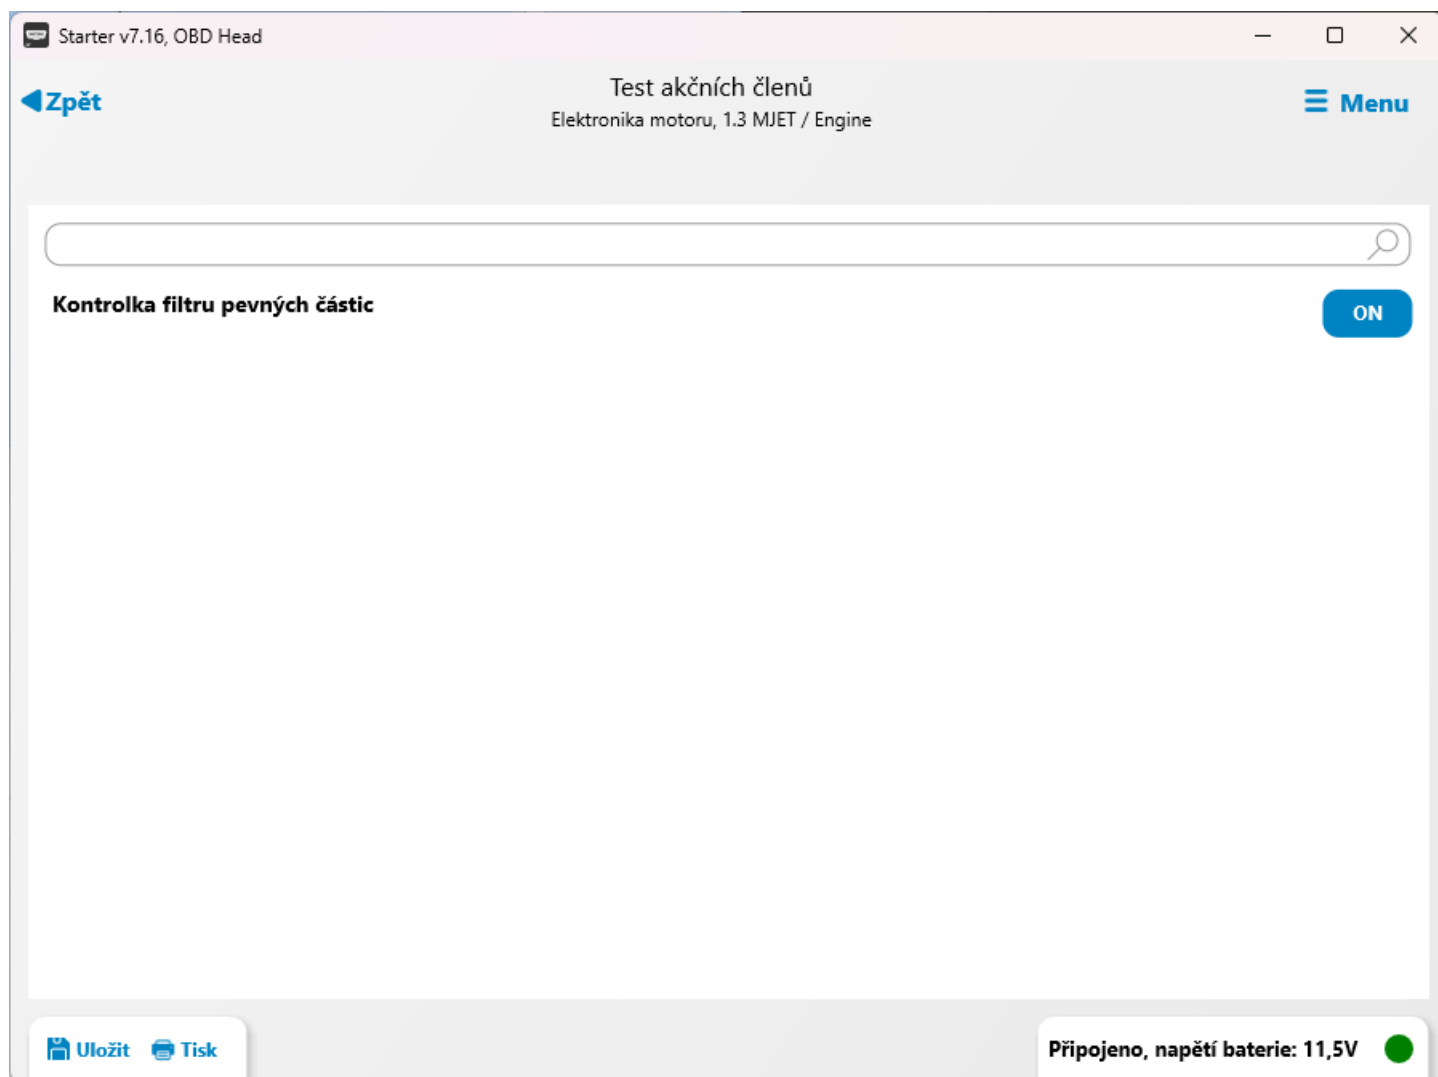 Starter v7.16, OBD Head
Zpět
Test akčních členů
Elektronika motoru, 1.3 MJET / Engine
Menu
Kontrolka filtru pevných částic
ON
Uložit
Tisk
Připojeno, napětí baterie: 11,5V